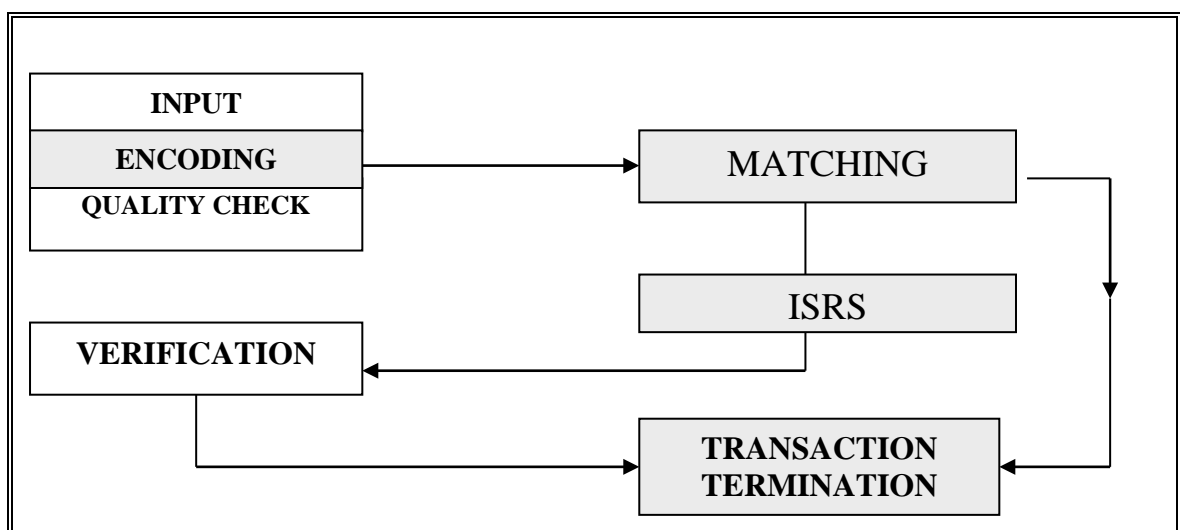 INPUT
ENCODING
QUALITY CHECK
MATCHING
ISRS
VERIFICATION
TRANSACTION
TERMINATION